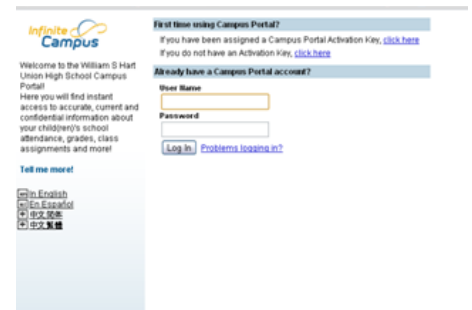 Infinite
Campus
Welcome to the William S Hart
Union High School Campus
Portal!
Here you will find instant
access to accurate, current and
confidential information about
your child(ren)'s school
attendance, grades, class
assignments and more!
Tell me more!
In English
En Español
中文简体
中文繁體
First time using Campus Portal?
If you have been assigned a Campus Portal Activation Key, click here
If you do not have an Activation Key, click here
Already have a Campus Portal account?
User Name
Password
Log In Problems logging in?